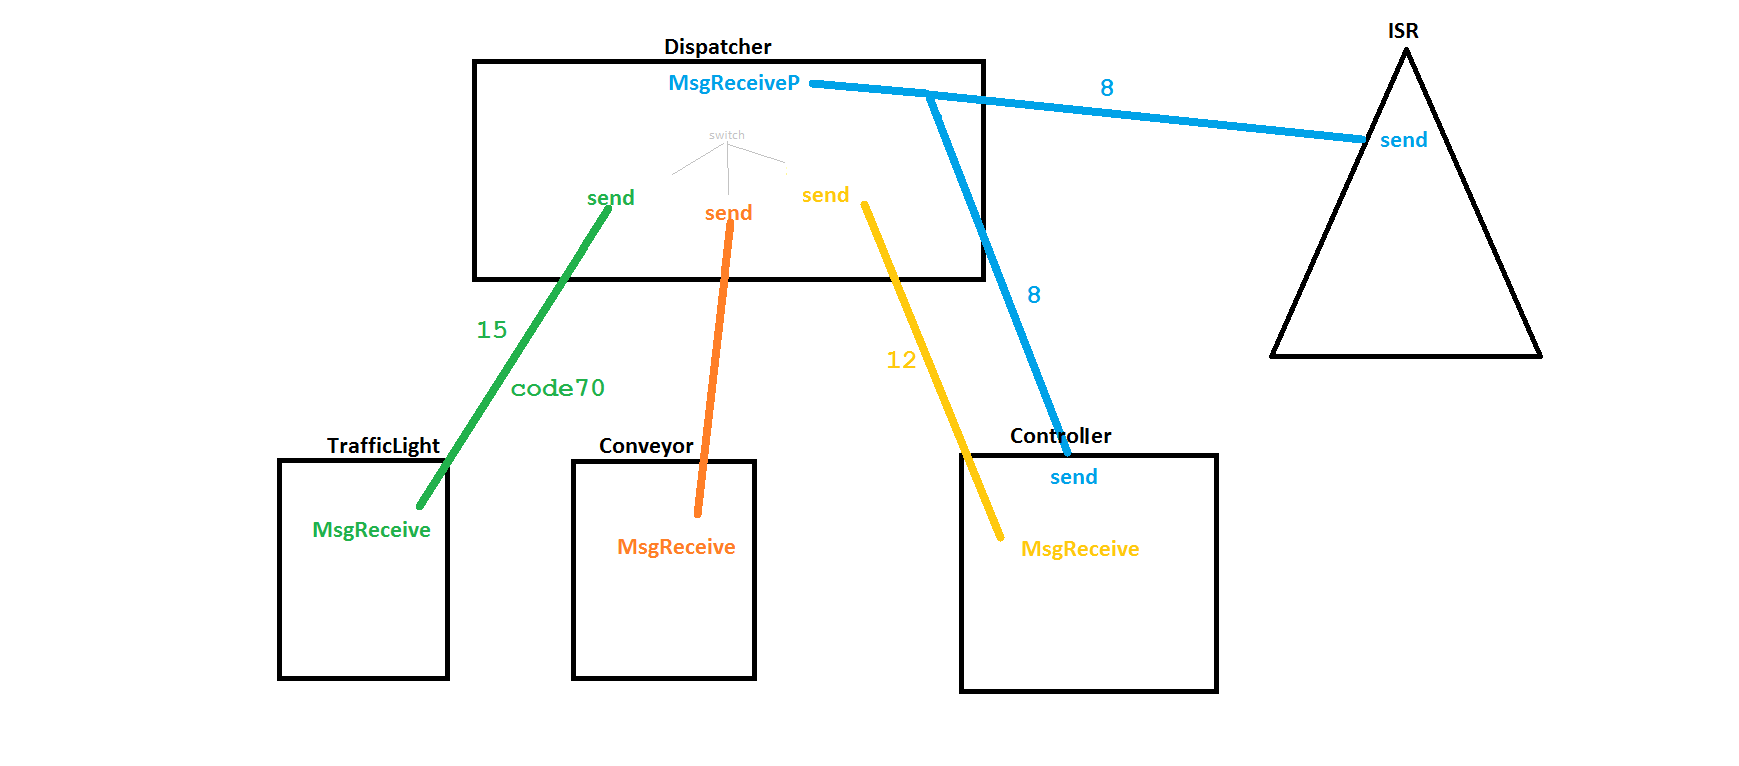 ISR
Dispatcher
MsgReceiveP
8
switch
send
send
send
send
8
15
12
code70
TrafficLight
Conveyor
Controller
send
MsgReceive
MsgReceive
MsgReceive